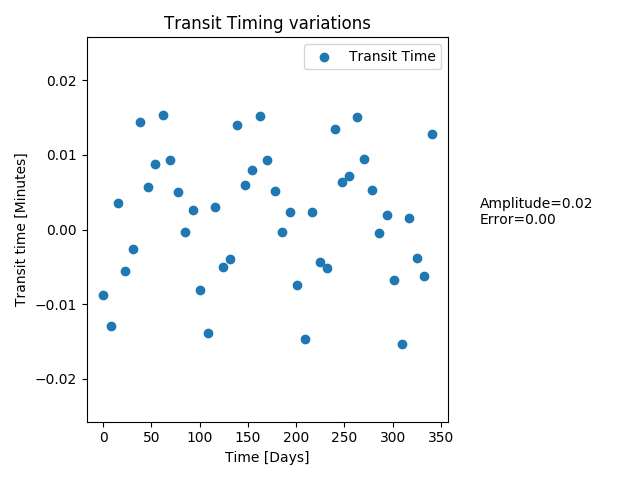 Transit Timing variations
Transit Time
0.02
0.01
0.00
−0.01
−0.02
Transit time [Minutes]
Amplitude=0.02
Error=0.00
0 50 100 150 200 250 300 350
Time [Days]